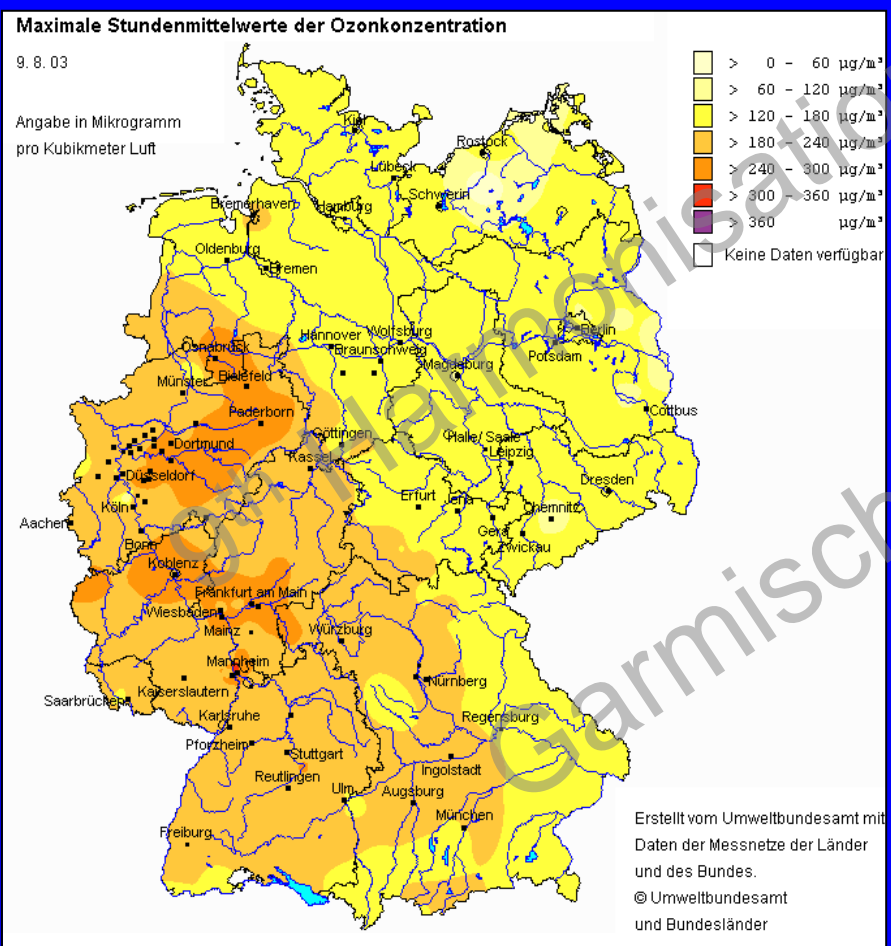 Maximale Stundenmittelwerte der Ozonkonzentration
9. 8. 03
Angabe in Mikrogramm
pro Kubikmeter Luft
> 0 - 60 µg/m³
> 60 - 120 µg/m³
> 120 - 180 µg/m³
> 180 - 240 µg/m³
> 240 - 300 µg/m³
> 300 - 360 µg/m³
> 360 µg/m³
Keine Daten verfügbar
Kiel
Rostock
Lübeck
Schwerin
Bremerhaven
Hamburg
Oldenburg
Bremen
Hannover
Wolfsburg
Braunschweig
Berlin
Potsdam
Osnabrück
Magdeburg
Münster
Bielefeld
Paderborn
Cottbus
Dortmund
Göttingen
Halle/ Saale
Leipzig
Kassel
Düsseldorf
Dresden
Erfurt
Jena
Köln
Chemnitz
Aachen
Gera
Zwickau
Bonn
Koblenz
Frankfurt am Main
Wiesbaden
Mainz
Würzburg
Mannheim
Nürnberg
Kaiserslautern
Saarbrücken
Karlsruhe
Regensburg
Pforzheim
Stuttgart
Reutlingen
Ingolstadt
Ulm
Augsburg
München
Freiburg
Erstellt vom Umweltbundesamt mit
Daten der Messnetze der Länder
und des Bundes.
© Umweltbundesamt
und Bundesländer
gth Harmonisatio
Garmisch